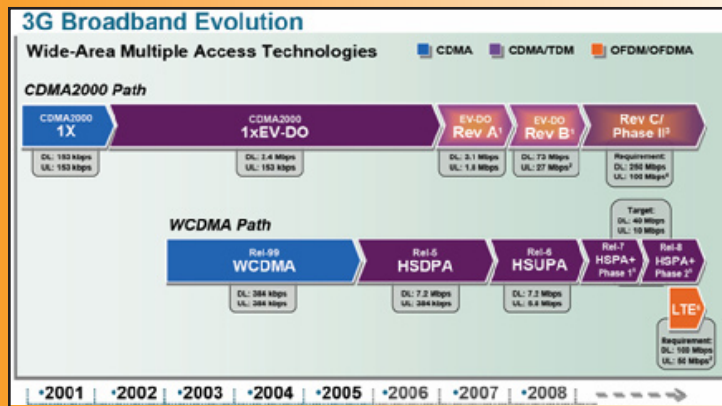 3G Broadband Evolution
Wide-Area Multiple Access Technologies
CDMA
CDMA/TDM
OFDM/OFDMA
CDMA2000 Path
CDMA2000
1X
CDMA2000
1xEV-DO
EV-DO
Rev A¹
EV-DO
Rev B¹
Rev C/
Phase II³
DL: 153 kbps
UL: 153 kbps
DL: 2.4 Mbps
UL: 153 kbps
DL: 3.1 Mbps
UL: 1.8 Mbps
DL: 73 Mbps
UL: 27 Mbps²
Requirement:
DL: 250 Mbps
UL: 100 Mbps⁴
Target:
DL: 40 Mbps
UL: 10 Mbps
WCDMA Path
Rel-99
WCDMA
Rel-5
HSDPA
Rel-6
HSUPA
Rel-7
HSPA+
Phase 1
Rel-8
HSPA+
Phase 2
DL: 384 kbps
UL: 384 kbps
DL: 7.2 Mbps
UL: 384 kbps
DL: 7.2 Mbps
UL: 5.8 Mbps
LTE
Requirement:
DL: 100 Mbps
UL: 50 Mbps
•2001
•2002
•2003
•2004
•2005
•2006
•2007
•2008